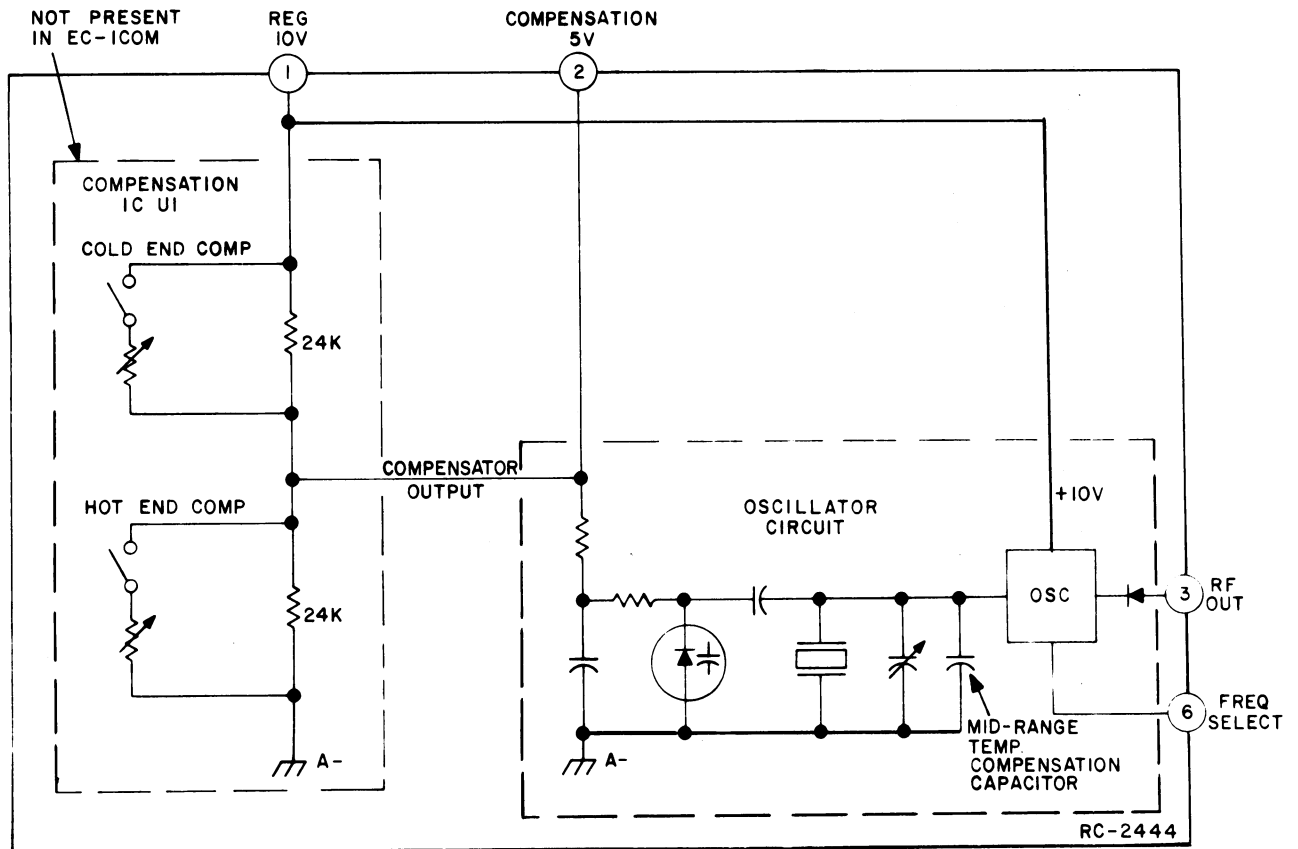 NOT PRESENT
IN EC-ICOM
REG
10V
1
COMPENSATION
5V
2
COMPENSATION
IC U1
COLD END COMP
24K
COMPENSATOR
OUTPUT
HOT END COMP
24K
A-
OSCILLATOR
CIRCUIT
+10V
OSC
3
RF
OUT
6
FREQ
SELECT
MID-RANGE
TEMP.
COMPENSATION
CAPACITOR
A-
RC-2444